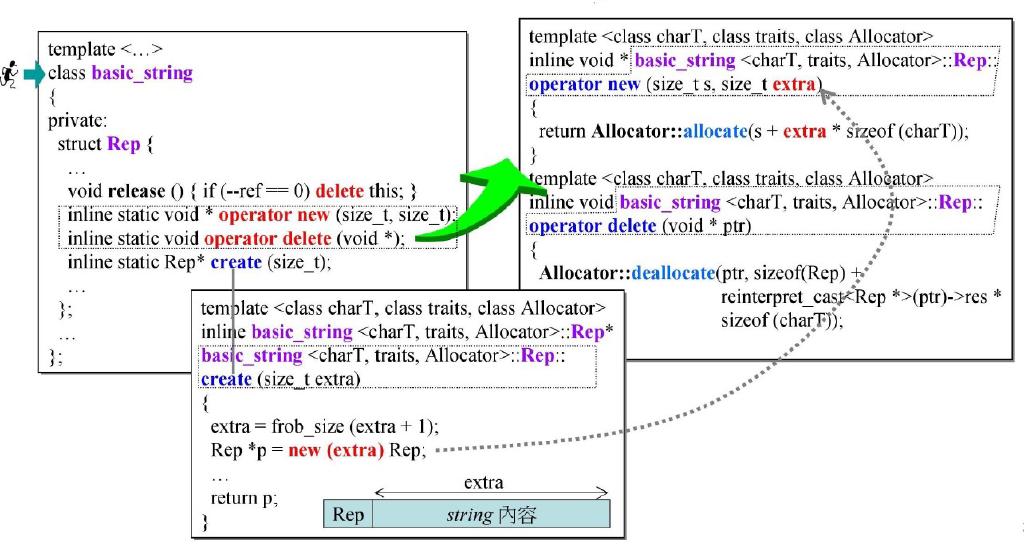 template <…>
class basic_string
{
private:
struct Rep {
…
void release () { if (--ref == 0) delete this; }
inline static void * operator new (size_t, size_t);
inline static void operator delete (void *);
inline static Rep* create (size_t);
…
};
…
};
template <class charT, class traits, class Allocator>
inline basic_string <charT, traits, Allocator>::Rep*
basic_string <charT, traits, Allocator>::Rep::
create (size_t extra)
{
extra = frob_size (extra + 1);
Rep *p = new (extra) Rep;
…
return p;
}
extra
Rep string 內容
template <class charT, class traits, class Allocator>
inline void * basic_string <charT, traits, Allocator>::Rep::
operator new (size_t s, size_t extra)
{
return Allocator::allocate(s + extra * sizeof (charT));
}
template <class charT, class traits, class Allocator>
inline void basic_string <charT, traits, Allocator>::Rep::
operator delete (void * ptr)
{
Allocator::deallocate(ptr, sizeof(Rep) +
reinterpret_cast<Rep *>(ptr)->res *
sizeof (charT));